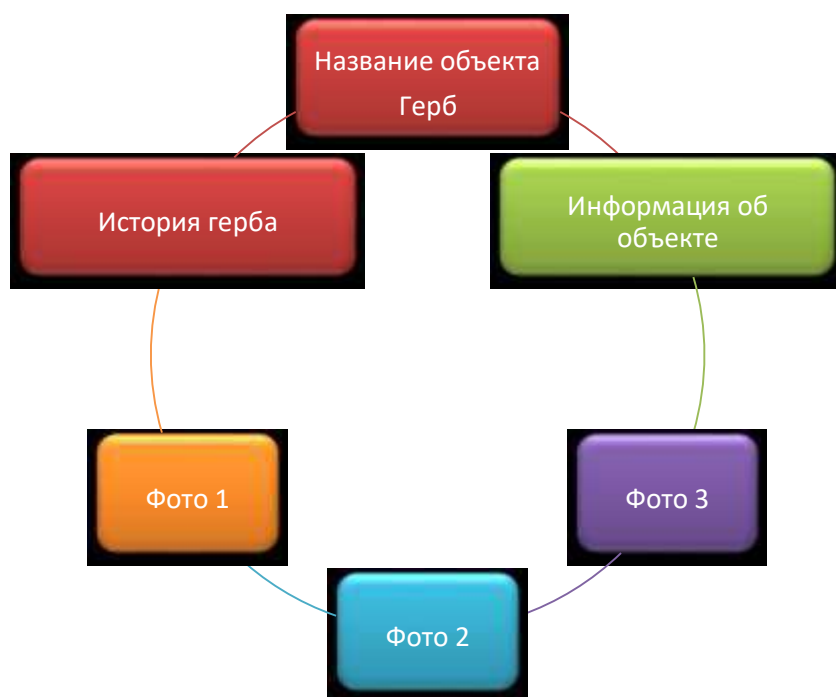 Название объекта
Герб
История герба
Информация об
объекте
Фото 1
Фото 3
Фото 2